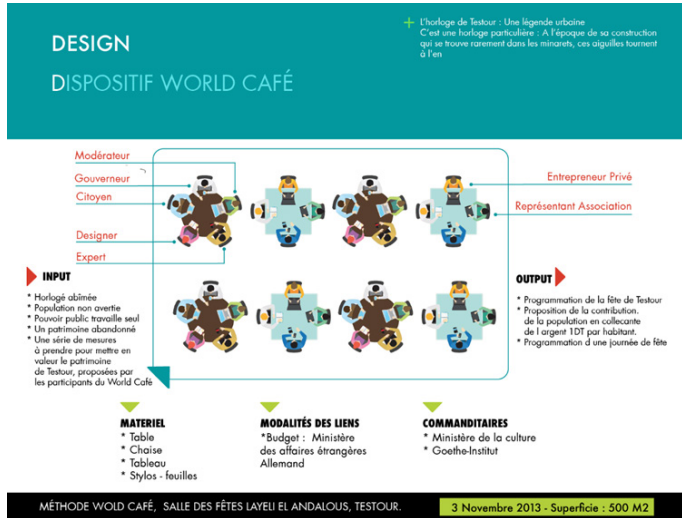 DESIGN
DISPOSITIF WORLD CAFÉ
L'horloge de Testour : Une légende urbaine
C'est une horloge particulière : A l'époque de sa construction
qui se trouve rarement dans les minarets, ces aiguilles tournent
à l'en
Modérateur
Gouverneur
Citoyen
Designer
Expert
Entrepreneur Privé
Représentant Association
INPUT
* Horlogé abîmée
* Population non avertie
* Pouvoir public travaille seul
* Un patrimoine abandonné
* Une série de mesures
à prendre pour mettre en
valeur le patrimoine
de Testour, proposées par
les participants du World Café
OUTPUT
* Programmation de la fête de Testour
* Proposition de la contribution.
de la population en collecante
de l argent 1DT par habitant.
* Programmation d une journée de fête
MATERIEL
* Table
* Chaise
* Tableau
* Stylos - feuilles
MODALITÉS DES LIENS
*Budget : Ministère
des affaires étrangères
Allemand
COMMANDITAIRES
* Ministère de la culture
* Goethe-Institut
MÉTHODE WOLD CAFÉ, SALLE DES FÊTES LAYELI EL ANDALOUS, TESTOUR.
3 Novembre 2013 - Superficie : 500 M2